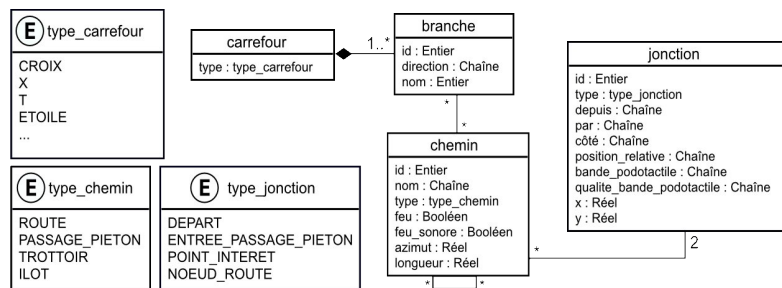 E type_carrefour
CROIX
X
T
ETOILE
...
carrefour
type : type_carrefour
1..*
branche
id : Entier
direction : Chaîne
nom : Entier
*
*
jonction
id : Entier
type : type_jonction
depuis : Chaîne
par : Chaîne
côté : Chaîne
position_relative : Chaîne
bande_podotactile : Chaîne
qualite_bande_podotactile : Chaîne
x : Réel
y : Réel
E type_chemin
ROUTE
PASSAGE_PIETON
TROTTOIR
ILOT
E type_jonction
DEPART
ENTREE_PASSAGE_PIETON
POINT_INTERET
NOEUD_ROUTE
chemin
id : Entier
nom : Chaîne
type : type_chemin
feu : Booléen
feu_sonore : Booléen
azimut : Réel
longueur : Réel
* 2
* *